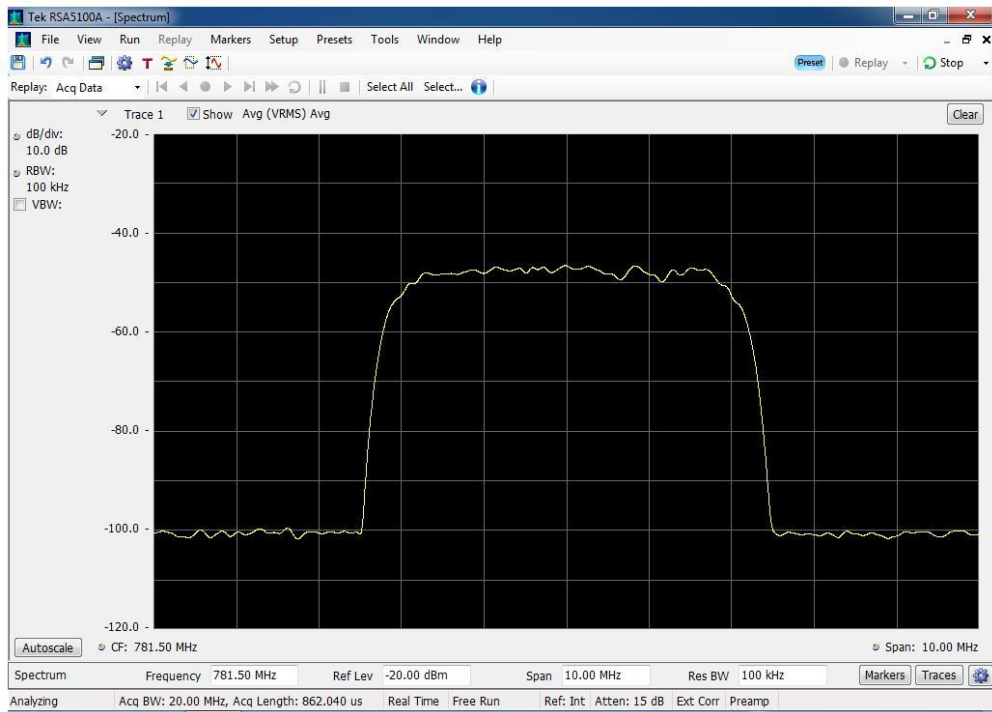 Tek RSA5100A - [Spectrum]
File View Run Replay Markers Setup Presets Tools Window Help
T Preset Replay Stop
Replay: Acq Data Select All Select...
Trace 1 Show Avg (VRMS) Avg Clear
dB/div:
10.0 dB
RBW:
100 kHz
VBW:
-20.0 -
-40.0 -
-60.0 -
-80.0 -
-100.0 -
-120.0 -
Autoscale CF: 781.50 MHz Span: 10.00 MHz
Spectrum Frequency 781.50 MHz Ref Lev -20.00 dBm Span 10.00 MHz Res BW 100 kHz Markers Traces
Analyzing Acq BW: 20.00 MHz, Acq Length: 862.040 us Real Time Free Run Ref: Int Atten: 15 dB Ext Corr Preamp